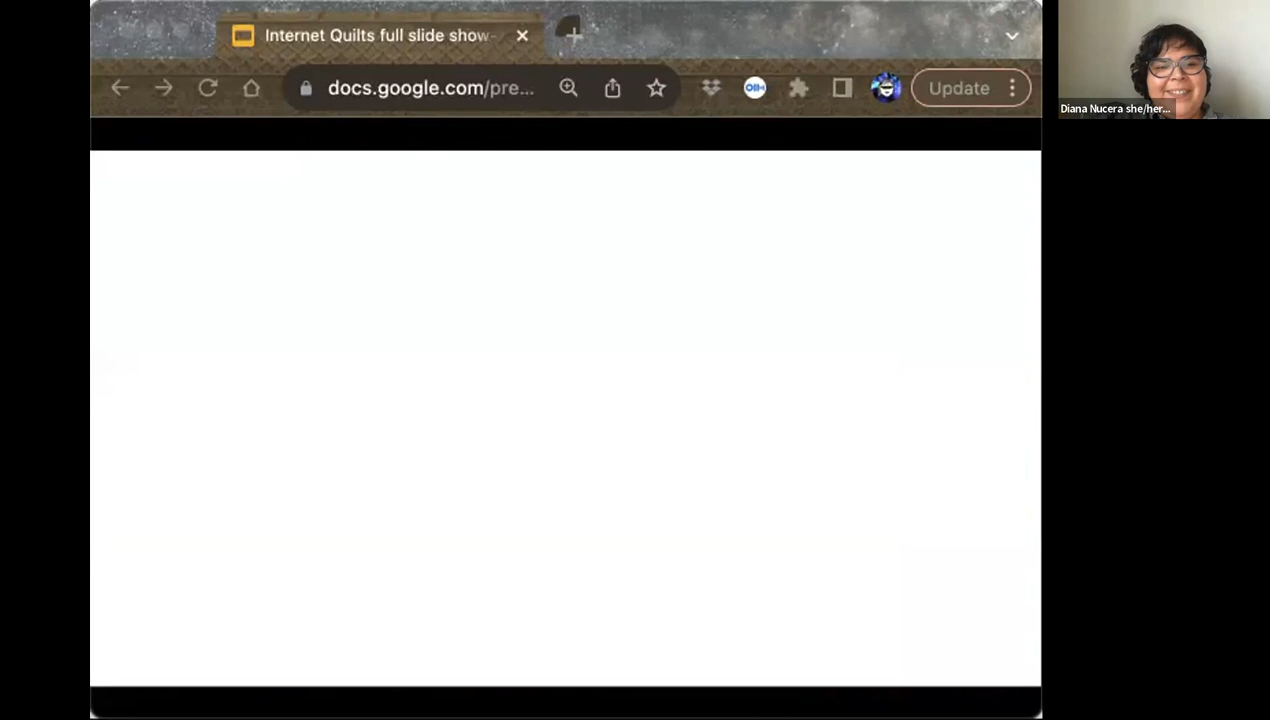 Internet Quilts full slide show-
docs.google.com/pre...
Update
Diana Nucera she/her...